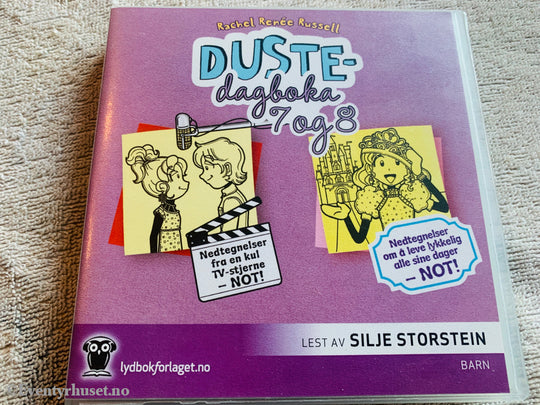 Rachel Renée Russell
DUSTE-
dagboka
7 og 8
Nedtegnelser
fra en kul
TV-stjerne
– NOT!
Nedtegnelser
om å leve lykkelig
alle sine dager
– NOT!
LEST AV SILJE STORSTEIN
lydbokforlaget.no
BARN
© eventyrhuset.no